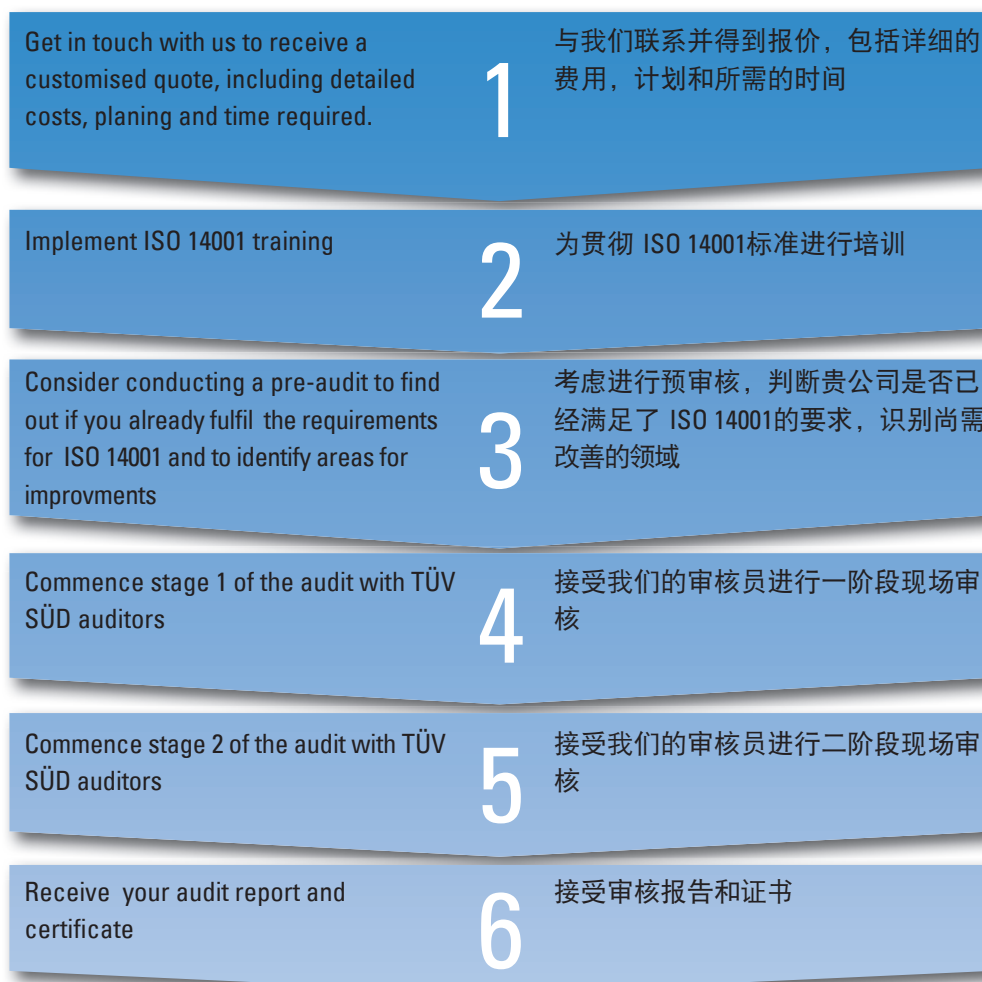 Get in touch with us to receive a
customised quote, including detailed
costs, planing and time required.
1
与我们联系并得到报价，包括详细的
费用，计划和所需的时间
Implement ISO 14001 training
2
为贯彻 ISO 14001标准进行培训
Consider conducting a pre-audit to find
out if you already fulfil the requirements
for ISO 14001 and to identify areas for
improvments
3
考虑进行预审核，判断贵公司是否已
经满足了 ISO 14001的要求，识别尚需
改善的领域
Commence stage 1 of the audit with TÜV
SÜD auditors
4
接受我们的审核员进行一阶段现场审
核
Commence stage 2 of the audit with TÜV
SÜD auditors
5
接受我们的审核员进行二阶段现场审
核
Receive your audit report and
certificate
6
接受审核报告和证书